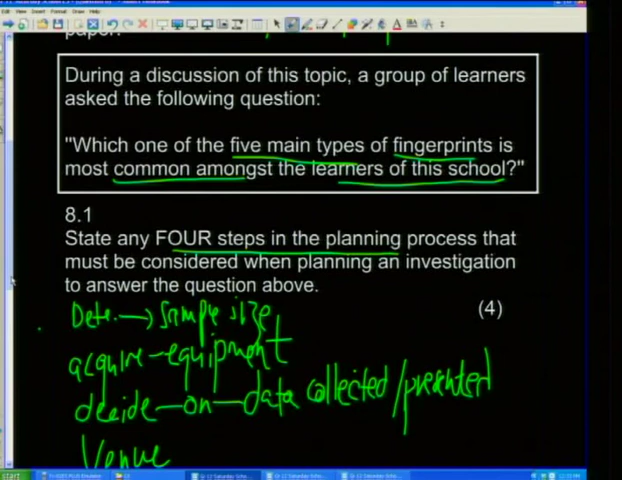 paper.
During a discussion of this topic, a group of learners
asked the following question:
"Which one of the five main types of fingerprints is
most common amongst the learners of this school?"
8.1
State any FOUR steps in the planning process that
must be considered when planning an investigation
to answer the question above.
(4)
Dete. → sample size
acquire - equipment
decide - on - data collected / presented
Venue
start